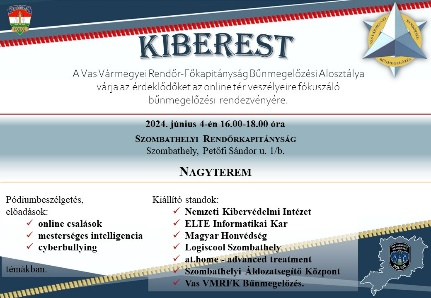 KIBEREST
A Vas Vármegyei Rendőr-Főkapitányság Bűnmegelőzési Alosztálya
várja az érdeklődőket az online tér veszélyeire fókuszáló
bűnmegelőzési rendezvényére.
2024. június 4-én 16.00-18.00 óra
Szombathelyi Rendőrkapitányság
Szombathely, Petőfi Sándor u. 1/b.
Nagyterem
Pódiumbeszélgetés,
előadások:
✓ online csalások
✓ mesterséges intelligencia
✓ cyberbullying
témákban.
Kiállító standok:
✓ Nemzeti Kibervédelmi Intézet
✓ ELTE Informatikai Kar
✓ Magyar Honvédség
✓ Logiscool Szombathely
✓ at.home - advanced treatment
✓ Szombathelyi Áldozatsegítő Központ
✓ Vas VMRFK Bűnmegelőzés.